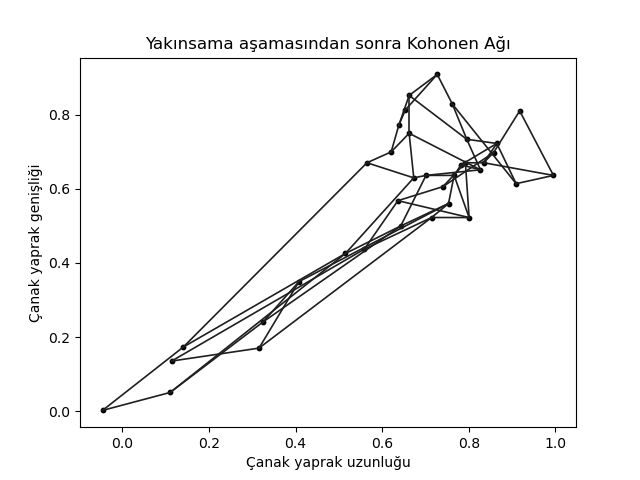 Yakınsama aşamasından sonra Kohonen Ağı
Çanak yaprak genişliği
0.8
0.6
0.4
0.2
0.0
0.0 0.2 0.4 0.6 0.8 1.0
Çanak yaprak uzunluğu